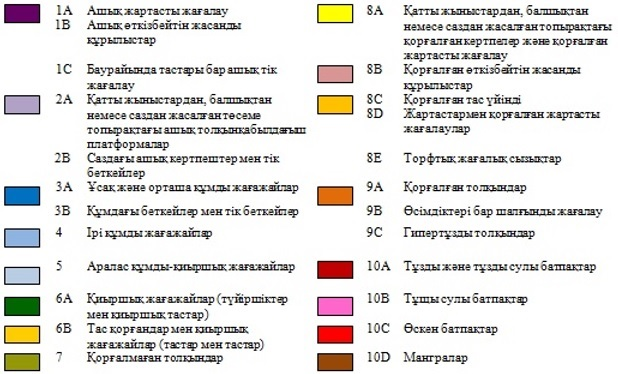 1A Ашық жартасты жағалау
1B Ашық өткізбейтін жасанды
құрылыстар
1C Баурайында тастары бар ашық тік
жағалау
2A Қатты жыныстардан, балшықтан
немесе саздан жасалған төсеме
топырақтағы ашық толқынқабылдағыш
платформалар
2B Саздағы ашық кертпештер мен тік
беткейлер
3A Ұсақ және орташа құмды жағажайлар
3B Құмдағы беткейлер мен тік беткейлер
4 Ірі құмды жағажайлар
5 Аралас құмды-қиыршық жағажайлар
6A Қиыршық жағажайлар (түйіршіктер
мен қиыршық тастар)
6B Тас қорғандар мен қиыршық
жағажайлар (тастар мен тастар)
7 Қорғалмаған толқындар
8A Қатты жыныстардан, балшықтан
немесе саздан жасалған топырақтағы
қорғалған кертпелер және қорғалған
жартасты жағалау
8B Қорғалған өткізбейтін жасанды
құрылыстар
8C Қорғалған тас үйінді
8D Жартастармен қорғалған жартасты
жағалаулар
8E Торфтық жағалық сызықтар
9A Қорғалған толқындар
9B Өсімдіктері бар шалғынды жағалау
9C Гипертұзды толқындар
10A Тұзды және тұзды сулы батпақтар
10B Тұщы сулы батпақтар
10C Өскен батпақтар
10D Мангралар